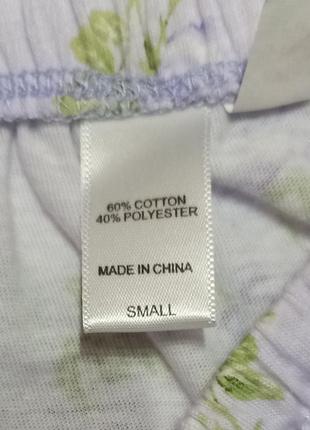 60% COTTON
40% POLYESTER
MADE IN CHINA
SMALL